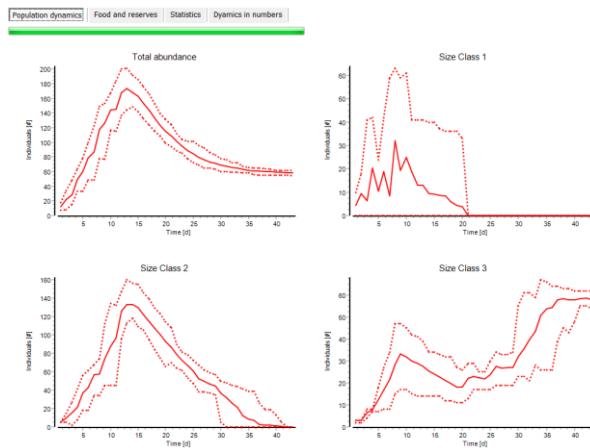 Population dynamics Food and reserves Statistics Dyamics in numbers
Total abundance
Individuals [#]
200
180
160
140
120
100
80
60
40
20
0
5 10 15 20 25 30 35 40
Time [d]
Size Class 1
Individuals [#]
60
50
40
30
20
10
0
5 10 15 20 25 30 35 40
Time [d]
Size Class 2
Individuals [#]
160
140
120
100
80
60
40
20
0
5 10 15 20 25 30 35 40
Time [d]
Size Class 3
Individuals [#]
60
50
40
30
20
10
0
5 10 15 20 25 30 35 40
Time [d]